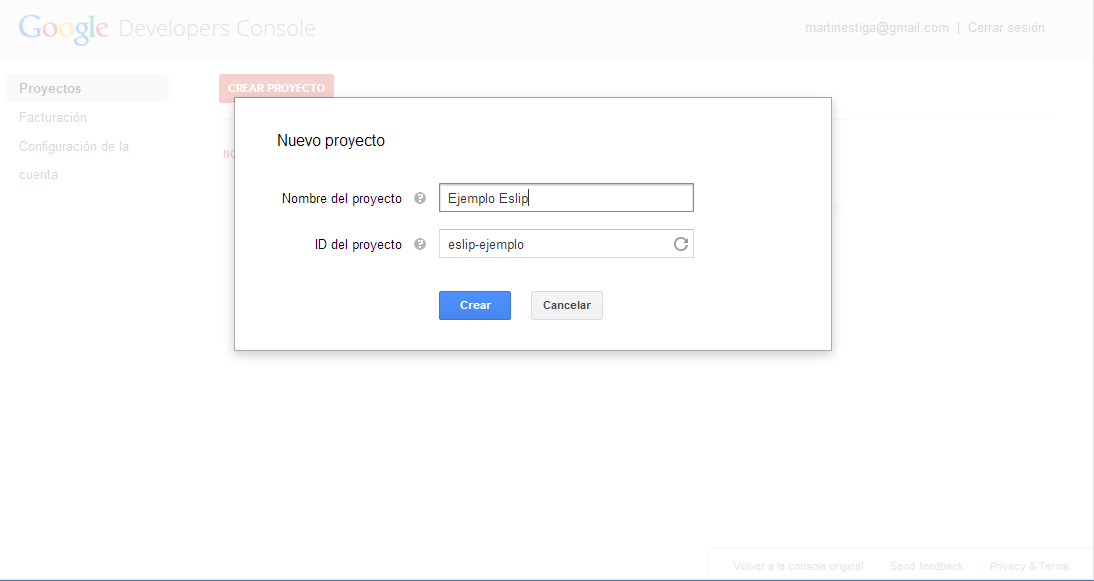 Google Developers Console
martinestiga@gmail.com | Cerrar sesión
Proyectos
Facturación
Configuración de la
cuenta
CREAR PROYECTO
NO
Nuevo proyecto
Nombre del proyecto ? Ejemplo Eslip
ID del proyecto ? eslip-ejemplo
Crear Cancelar
Volver a la consola original Send feedback Privacy & Terms